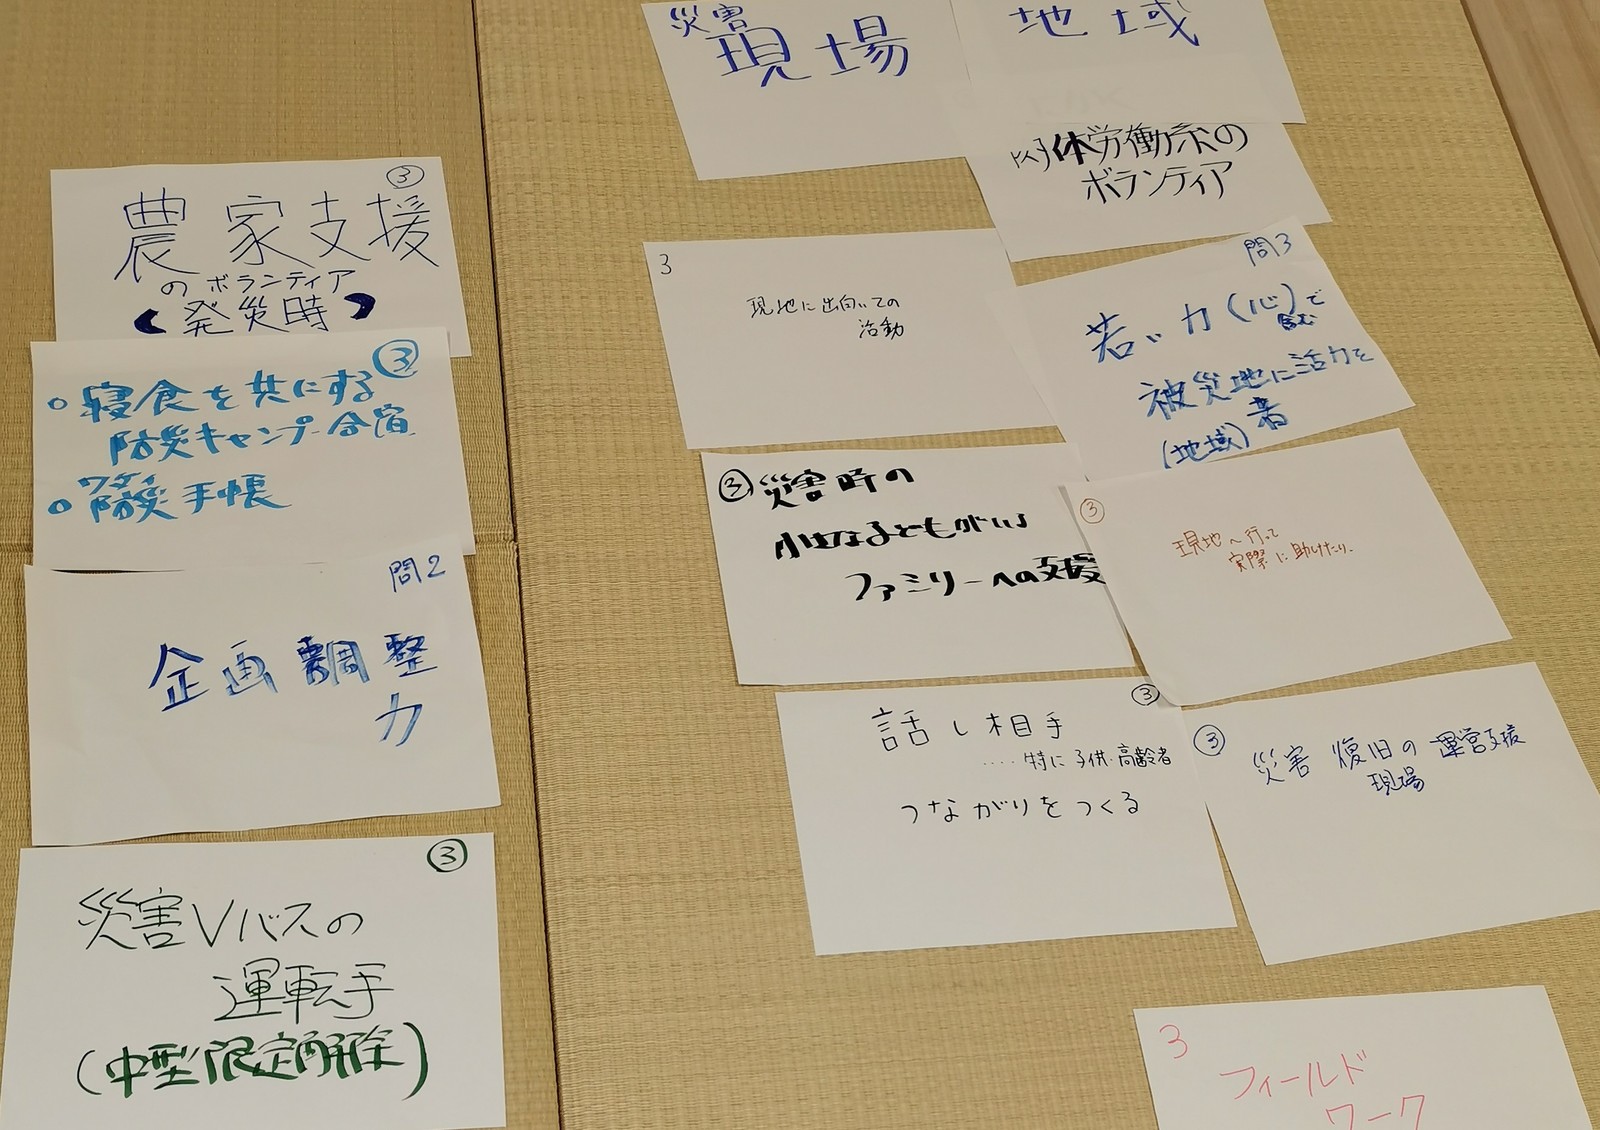 ③
農家支援
のボランティア
発災時
③
○寝食を共にする
防災キャンプ合宿
○防災手帳
問2
企画調整
力
③
災害Vバスの
運転手
(中型限定解除)
災害
現場
地域
肉体労働系の
ボランティア
3
現地に出向いての
活動
問3
若い力(心)で
含む
被災地に活力を
(地域)
③災害時の
小さな子どもがいる
ファミリーへの支援
③
現地へ行って
実際に助けたり、
③
話し相手
‥‥特に子供・高齢者
つながりをつくる
③
災害復旧の運営支援
現場
3
フィールド
ワーク